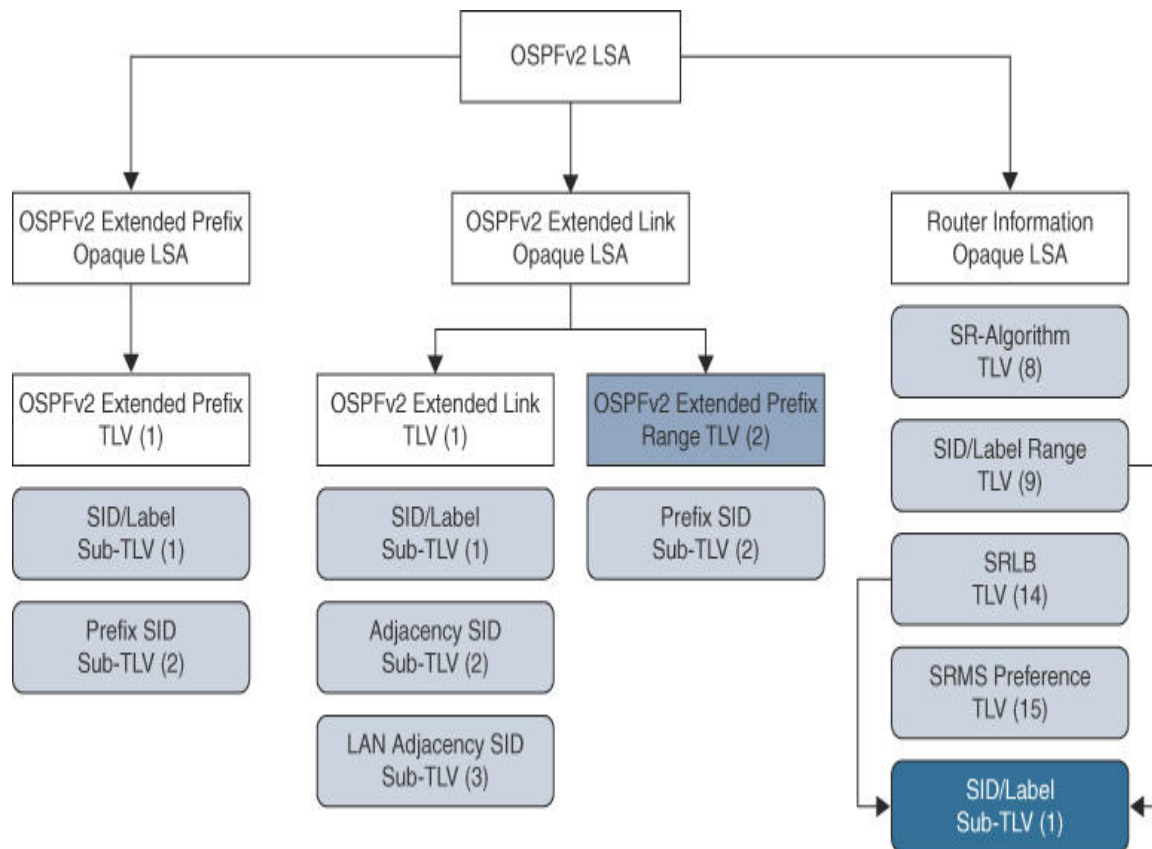 OSPFv2 LSA
OSPFv2 Extended Prefix
Opaque LSA
OSPFv2 Extended Link
Opaque LSA
Router Information
Opaque LSA
OSPFv2 Extended Prefix
TLV (1)
SID/Label
Sub-TLV (1)
Prefix SID
Sub-TLV (2)
OSPFv2 Extended Link
TLV (1)
SID/Label
Sub-TLV (1)
Adjacency SID
Sub-TLV (2)
LAN Adjacency SID
Sub-TLV (3)
OSPFv2 Extended Prefix
Range TLV (2)
Prefix SID
Sub-TLV (2)
SR-Algorithm
TLV (8)
SID/Label Range
TLV (9)
SRLB
TLV (14)
SRMS Preference
TLV (15)
SID/Label
Sub-TLV (1)